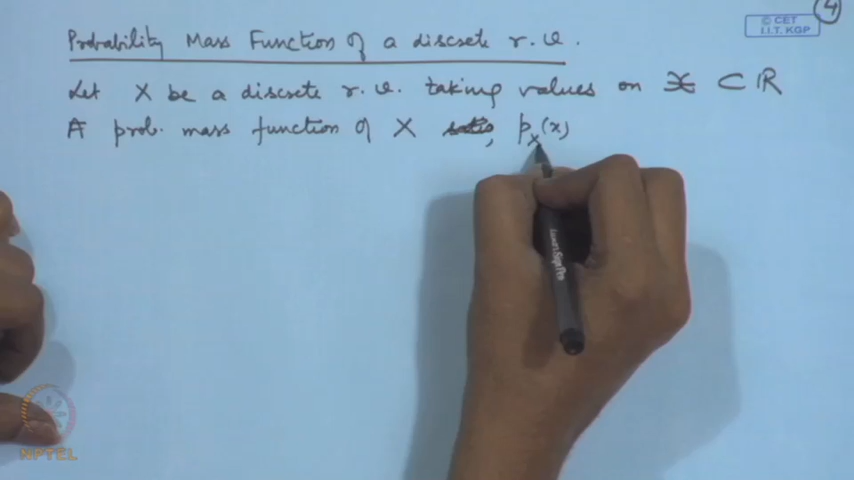 4
© CET
I.I.T. KGP
Probability Mass Function of a discrete r.v.
Let X be a discrete r.v. taking values on 𝔛 ⊂ ℝ
A prob. mass function of X , p_X(x)
NPTEL